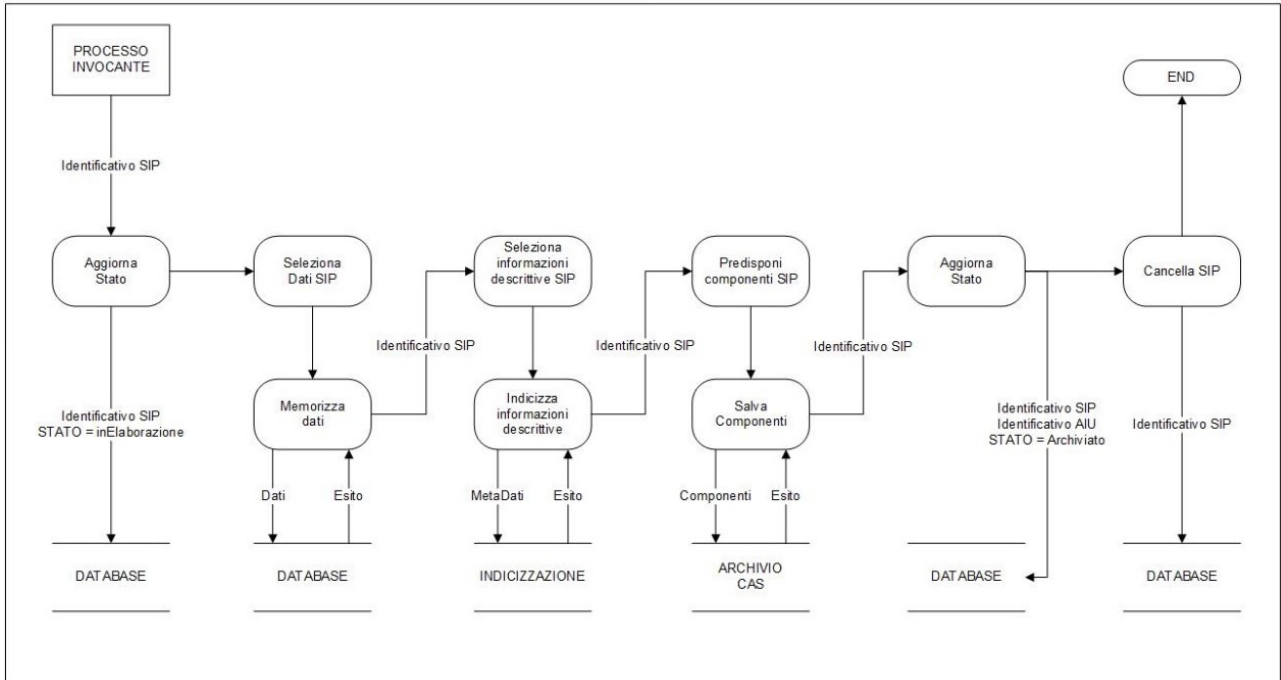 PROCESSO
INVOCANTE
END
Identificativo SIP
Aggiorna
Stato
Seleziona
Dati SIP
Seleziona
informazioni
descrittive SIP
Predisponi
componenti SIP
Aggiorna
Stato
Cancella SIP
Identificativo SIP
Identificativo SIP
Identificativo SIP
Memorizza
dati
Indicizza
informazioni
descrittive
Salva
Componenti
Identificativo SIP
STATO = inElaborazione
Identificativo SIP
Identificativo AIU
STATO = Archiviato
Identificativo SIP
Dati
Esito
MetaDati
Esito
Componenti
Esito
DATABASE
DATABASE
INDICIZZAZIONE
ARCHIVIO
CAS
DATABASE
DATABASE